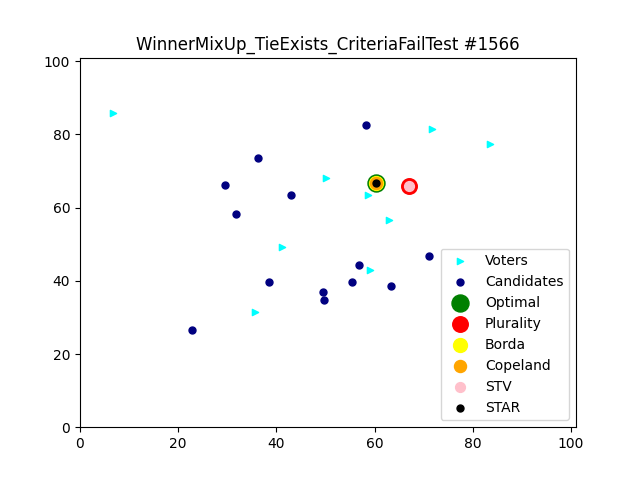 WinnerMixUp_TieExists_CriteriaFailTest #1566
100
80
60
40
20
0
0
20
40
60
80
100
Voters
Candidates
Optimal
Plurality
Borda
Copeland
STV
STAR